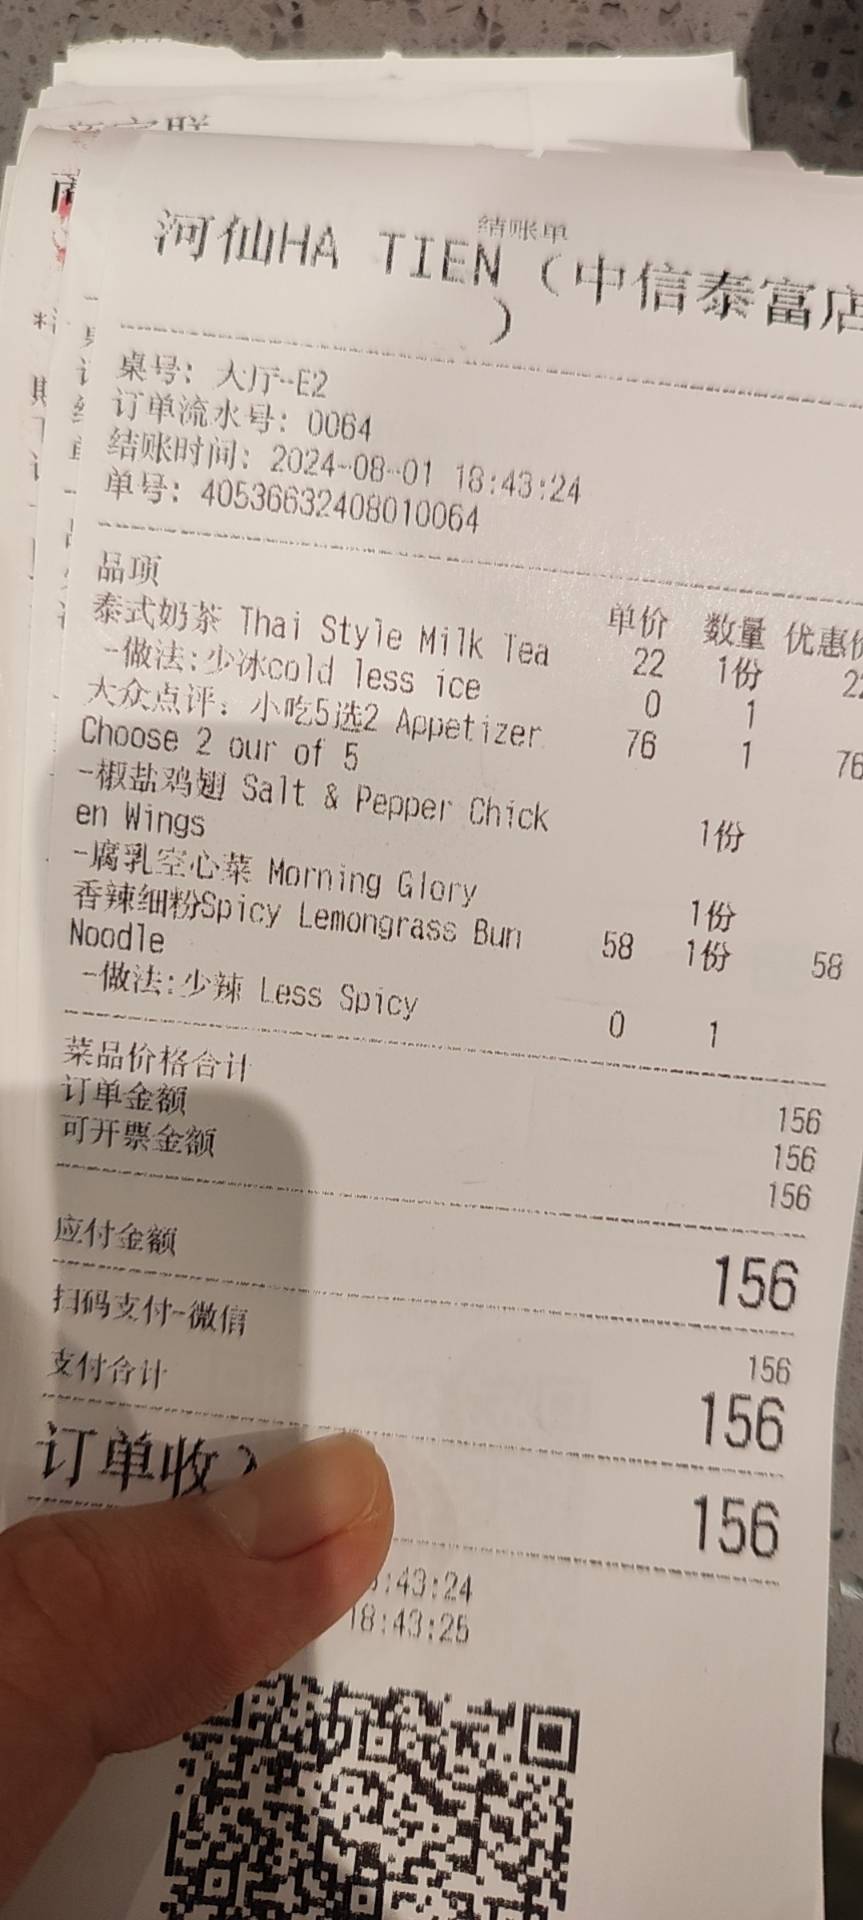 商家联
结账单
河仙HA TIEN（中信泰富店
）
桌号：大厅--E2
订单流水号：0064
结账时间：2024-08-01 18:43:24
单号：40536632408010064
品项 单价 数量 优惠价
泰式奶茶 Thai Style Milk Tea 22 1份 22
-做法:少冰cold less ice 0 1
大众点评：小吃5选2 Appetizer 76 1 76
Choose 2 our of 5
-椒盐鸡翅 Salt & Pepper Chick 1份
en Wings
-腐乳空心菜 Morning Glory 1份
香辣细粉Spicy Lemongrass Bun 58 1份 58
Noodle
-做法:少辣 Less Spicy 0 1
菜品价格合计 156
订单金额 156
可开票金额 156
应付金额 156
扫码支付-微信 156
支付合计 156
订单收 156
:43:24
18:43:25